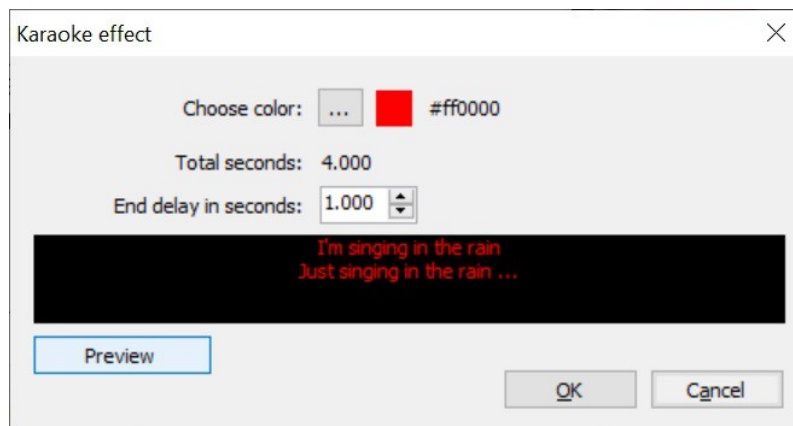 Karaoke effect
Choose color: ... #ff0000
Total seconds: 4.000
End delay in seconds: 1.000
I'm singing in the rain
Just singing in the rain ...
Preview
OK Cancel